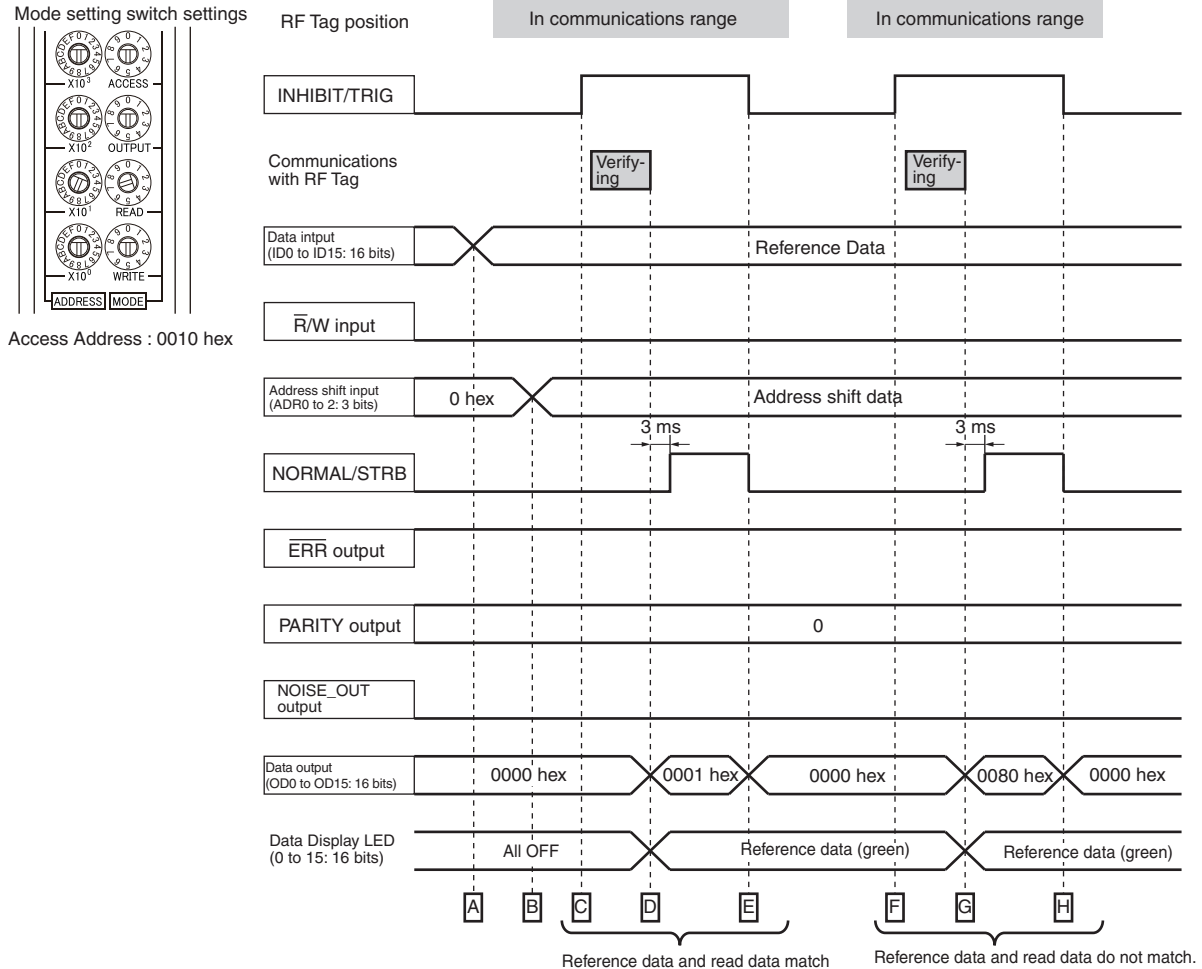 Mode setting switch settings
X10³ ACCESS
X10² OUTPUT
X10¹ READ
X10⁰ WRITE
ADDRESS MODE
Access Address : 0010 hex
RF Tag position
In communications range
In communications range
INHIBIT/TRIG
Communications
with RF Tag
Verify-
ing
Verify-
ing
Data intput
(ID0 to ID15: 16 bits)
Reference Data
R̅/W input
Address shift input
(ADR0 to 2: 3 bits)
0 hex
Address shift data
3 ms
3 ms
NORMAL/STRB
E̅R̅R̅ output
PARITY output
0
NOISE_OUT
output
Data output
(OD0 to OD15: 16 bits)
0000 hex
0001 hex
0000 hex
0080 hex
0000 hex
Data Display LED
(0 to 15: 16 bits)
All OFF
Reference data (green)
Reference data (green)
A B C D E F G H
Reference data and read data match
Reference data and read data do not match.